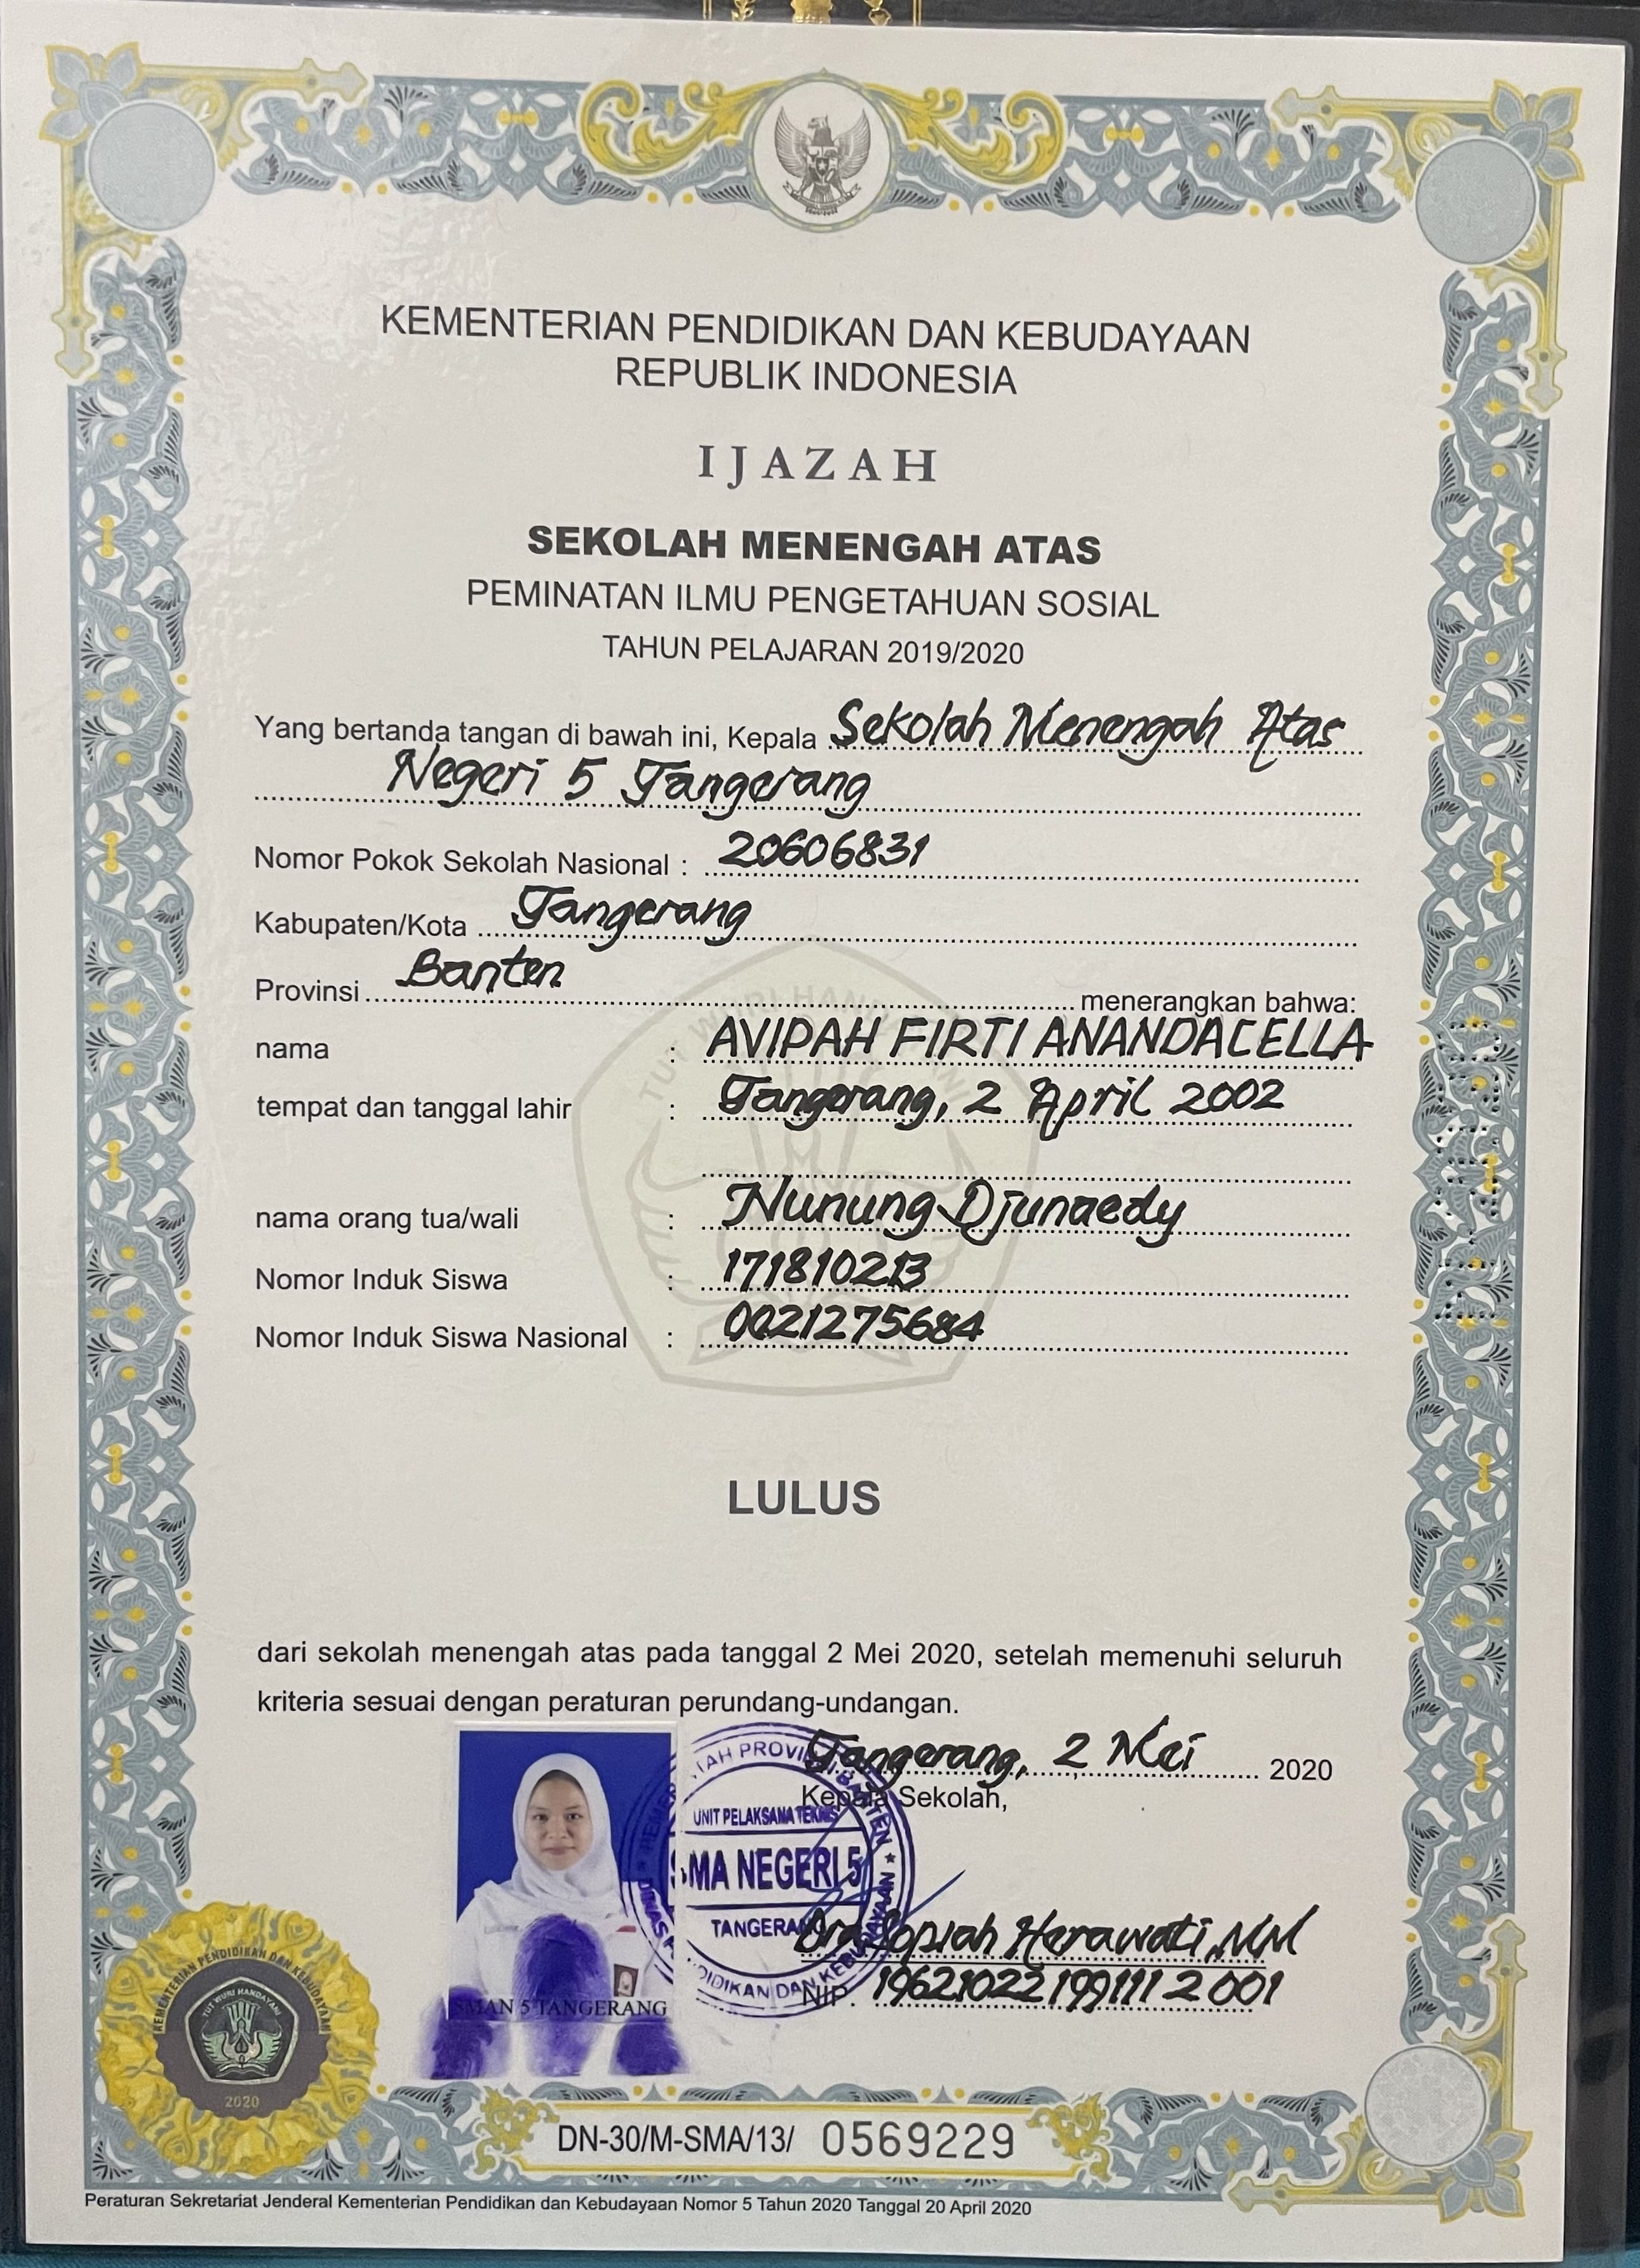 KEMENTERIAN PENDIDIKAN DAN KEBUDAYAAN
REPUBLIK INDONESIA
IJAZAH
SEKOLAH MENENGAH ATAS
PEMINATAN ILMU PENGETAHUAN SOSIAL
TAHUN PELAJARAN 2019/2020
Yang bertanda tangan di bawah ini, Kepala Sekolah Menengah Atas
Negeri 5 Tangerang
Nomor Pokok Sekolah Nasional : 20606831
Kabupaten/Kota Tangerang
Provinsi Banten menerangkan bahwa:
nama : AVIPAH FIRTI ANANDACELLA
tempat dan tanggal lahir : Tangerang, 2 April 2002
nama orang tua/wali : Nunung Djunaedy
Nomor Induk Siswa : 171810213
Nomor Induk Siswa Nasional : 0021275684
LULUS
dari sekolah menengah atas pada tanggal 2 Mei 2020, setelah memenuhi seluruh
kriteria sesuai dengan peraturan perundang-undangan.
Tangerang, 2 Mei 2020
Kepala Sekolah,
UNIT PELAKSANA TEKNIS
SMA NEGERI 5
TANGERANG
Dra Sopiah Herawati, MM
NIP. 196210221991112001
SMAN 5 TANGERANG
KEMENTERIAN PENDIDIKAN DAN KEBUDAYAAN
TUT WURI HANDAYANI
2020
DN-30/M-SMA/13/ 0569229
Peraturan Sekretariat Jenderal Kementerian Pendidikan dan Kebudayaan Nomor 5 Tahun 2020 Tanggal 20 April 2020